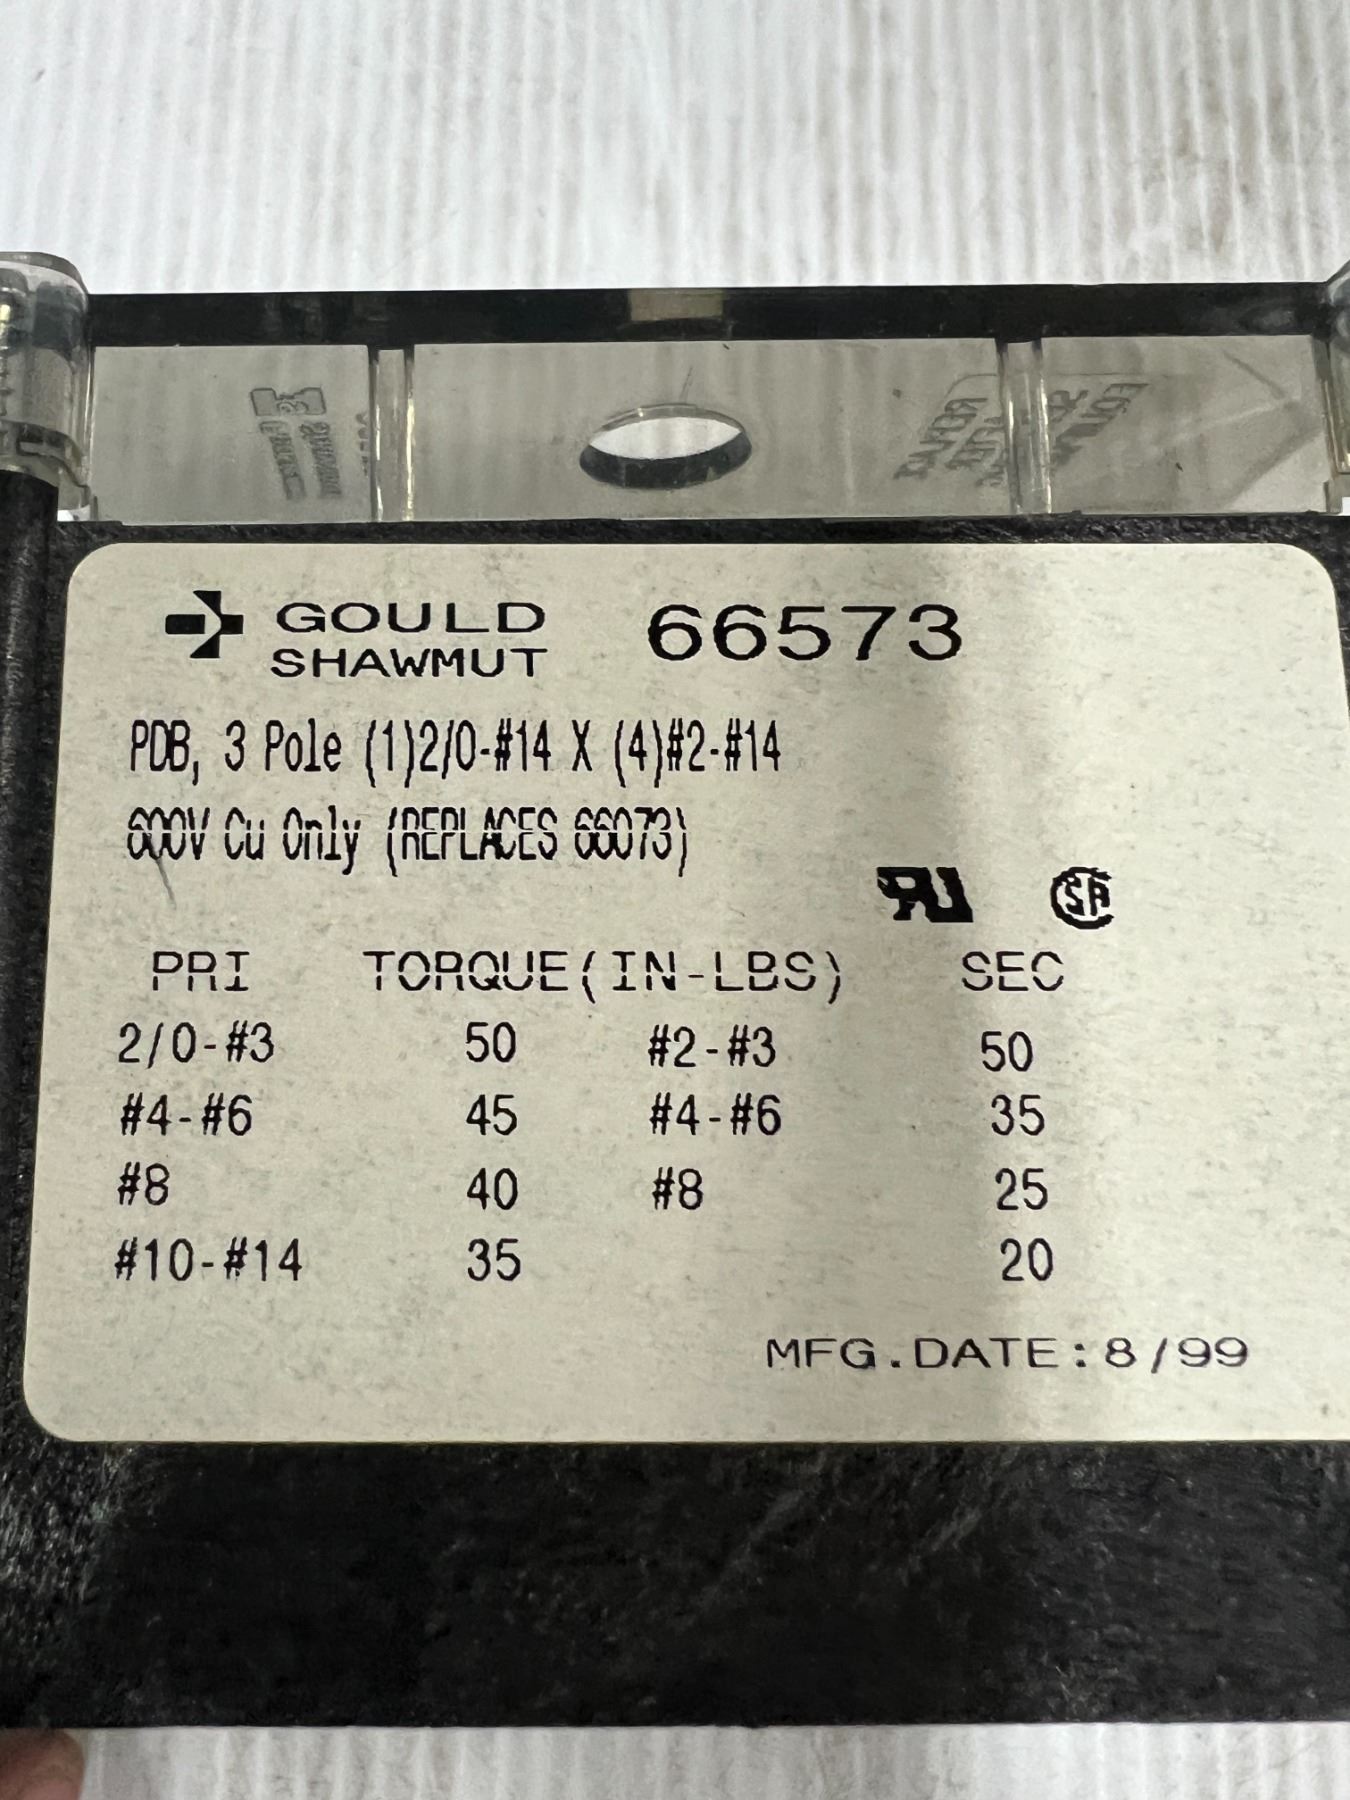 GOULD 66573
SHAWMUT
PDB, 3 Pole (1)2/0-#14 X (4)#2-#14
600V Cu Only (REPLACES 66073)
PRI TORQUE(IN-LBS) SEC
2/0-#3 50 #2-#3 50
#4-#6 45 #4-#6 35
#8 40 #8 25
#10-#14 35 20
MFG.DATE:8/99